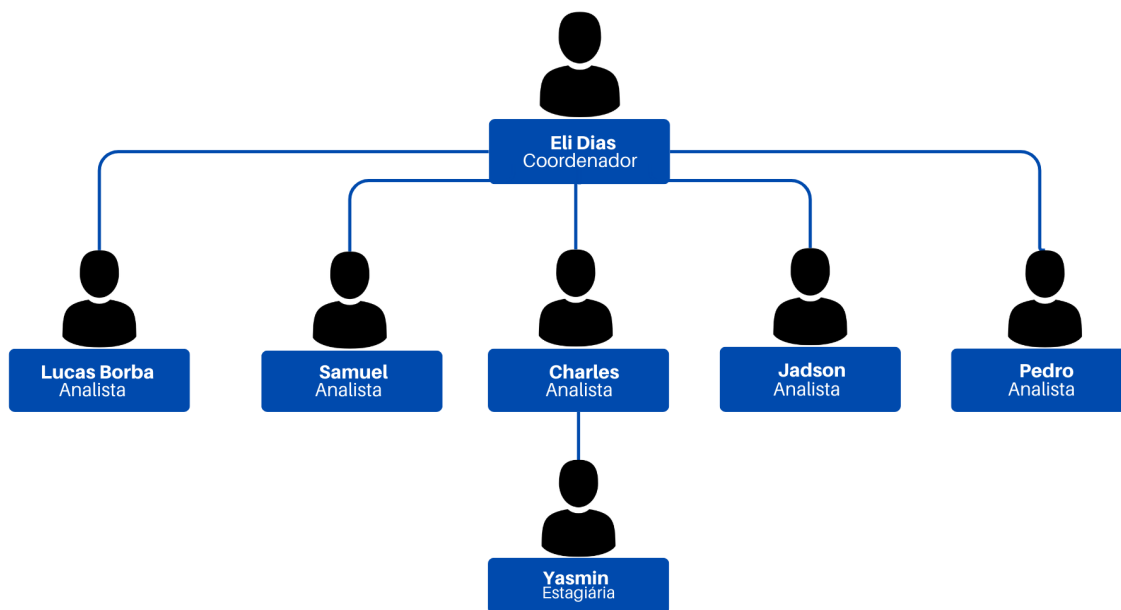 Eli Dias
Coordenador
Lucas Borba
Analista
Samuel
Analista
Charles
Analista
Jadson
Analista
Pedro
Analista
Yasmin
Estagiária